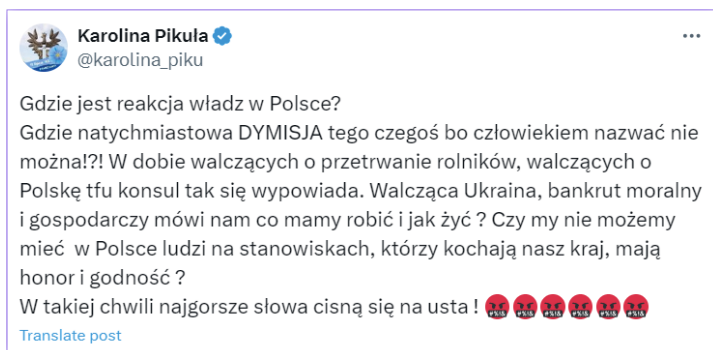 Karolina Pikuła
@karolina_piku
Gdzie jest reakcja władz w Polsce?
Gdzie natychmiastowa DYMISJA tego czegoś bo człowiekiem nazwać nie
można!?! W dobie walczących o przetrwanie rolników, walczących o
Polskę tfu konsul tak się wypowiada. Walcząca Ukraina, bankrut moralny
i gospodarczy mówi nam co mamy robić i jak żyć ? Czy my nie możemy
mieć w Polsce ludzi na stanowiskach, którzy kochają nasz kraj, mają
honor i godność ?
W takiej chwili najgorsze słowa cisną się na usta ! 🤬🤬🤬🤬🤬🤬
Translate post